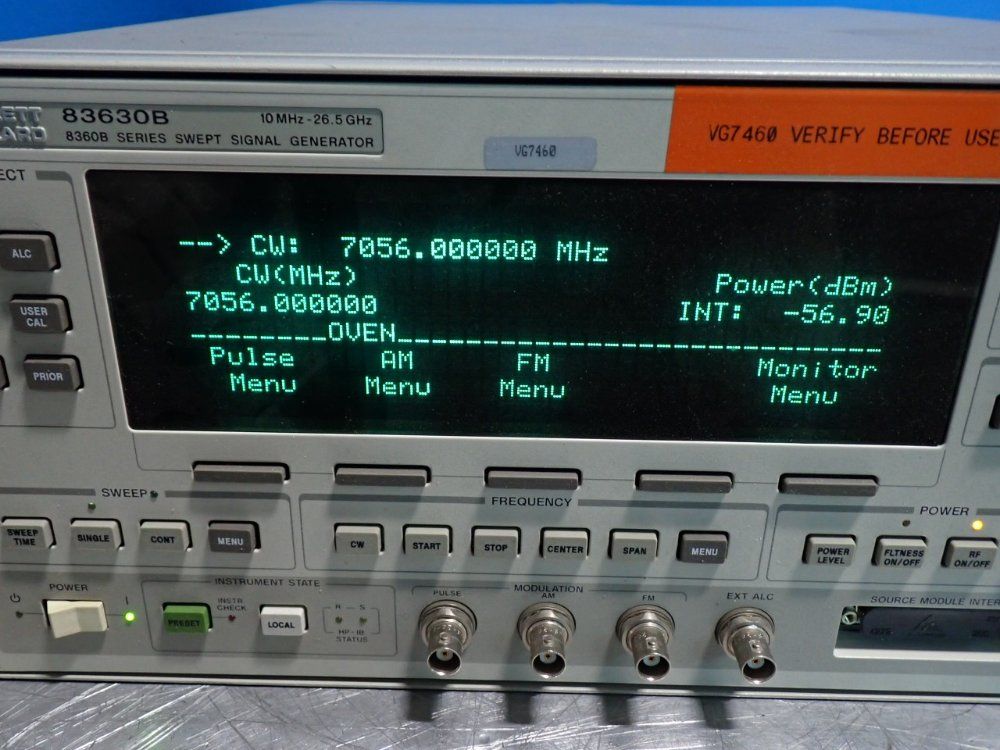 83630B 10 MHz - 26.5 GHz
8360B SERIES SWEPT SIGNAL GENERATOR
VG7460
VG7460 VERIFY BEFORE USE
ALC
USER CAL
PRIOR
--> CW: 7056.000000 MHz
CW(MHz) Power(dBm)
7056.000000 INT: -56.90
OVEN
Pulse AM FM Monitor
Menu Menu Menu Menu
SWEEP
SWEEP TIME
SINGLE
CONT
MENU
FREQUENCY
CW
START
STOP
CENTER
SPAN
MENU
POWER
POWER LEVEL
FLTNESS ON/OFF
RF ON/OFF
POWER
INSTRUMENT STATE
PRESET
INSTR CHECK
LOCAL
R S
HP-IB STATUS
MODULATION
PULSE
AM
FM
EXT ALC
SOURCE MODULE